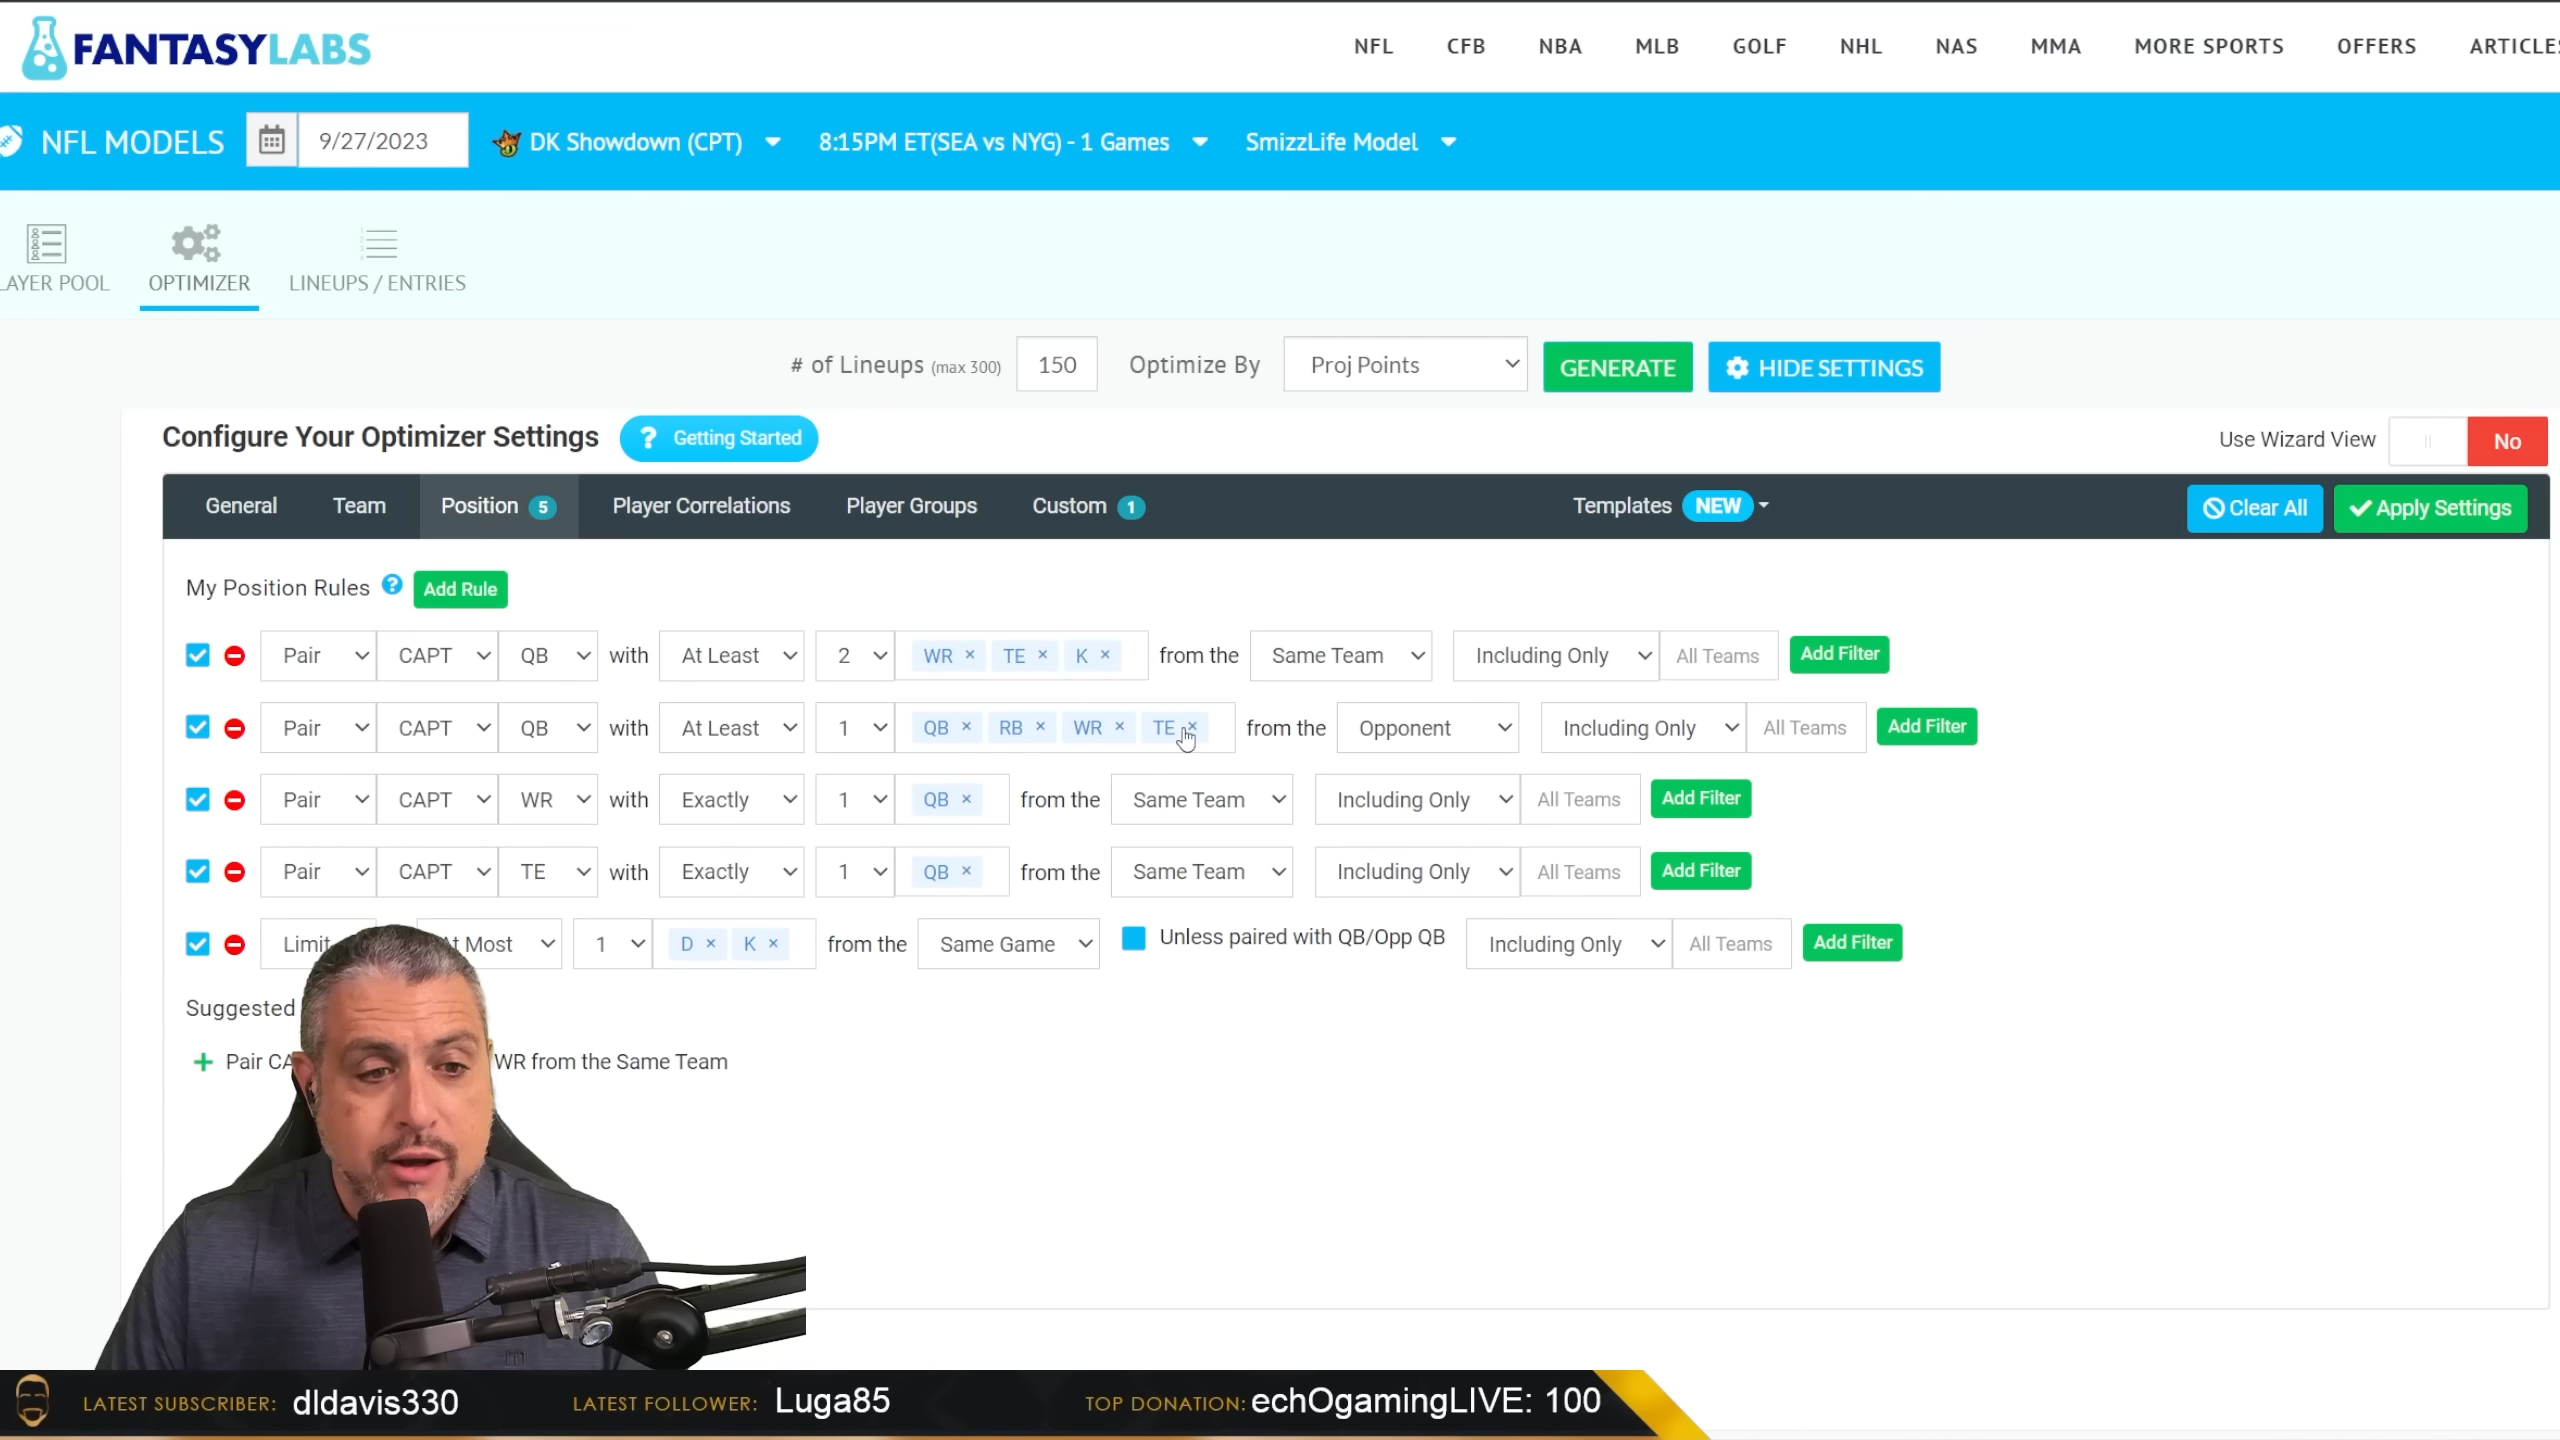 FANTASYLABS
NFL CFB NBA MLB GOLF NHL NAS MMA MORE SPORTS OFFERS ARTICLES
NFL MODELS 9/27/2023 DK Showdown (CPT) 8:15PM ET(SEA vs NYG) - 1 Games SmizzLife Model
LAYER POOL OPTIMIZER LINEUPS / ENTRIES
# of Lineups (max 300) 150 Optimize By Proj Points GENERATE HIDE SETTINGS
Configure Your Optimizer Settings ? Getting Started Use Wizard View No
General Team Position 5 Player Correlations Player Groups Custom 1 Templates NEW Clear All Apply Settings
My Position Rules ? Add Rule
Pair CAPT QB with At Least 2 WR × TE × K × from the Same Team Including Only All Teams Add Filter
Pair CAPT QB with At Least 1 QB × RB × WR × TE × from the Opponent Including Only All Teams Add Filter
Pair CAPT WR with Exactly 1 QB × from the Same Team Including Only All Teams Add Filter
Pair CAPT TE with Exactly 1 QB × from the Same Team Including Only All Teams Add Filter
Limit At Most 1 D × K × from the Same Game Unless paired with QB/Opp QB Including Only All Teams Add Filter
Suggested
+ Pair CA WR from the Same Team
LATEST SUBSCRIBER: dldavis330 LATEST FOLLOWER: Luga85 TOP DONATION: echOgamingLIVE: 100